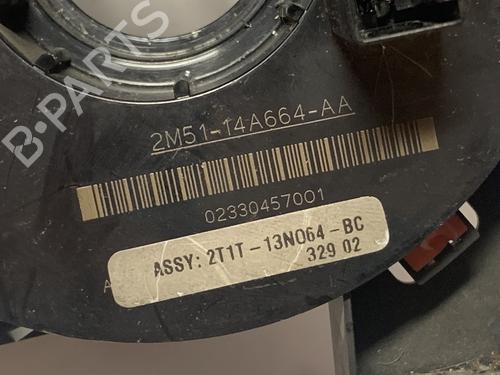 B-PARTS
2M51-14A664-AA
02330457001
ASSY: 2T1T-13N064-BC
329 02